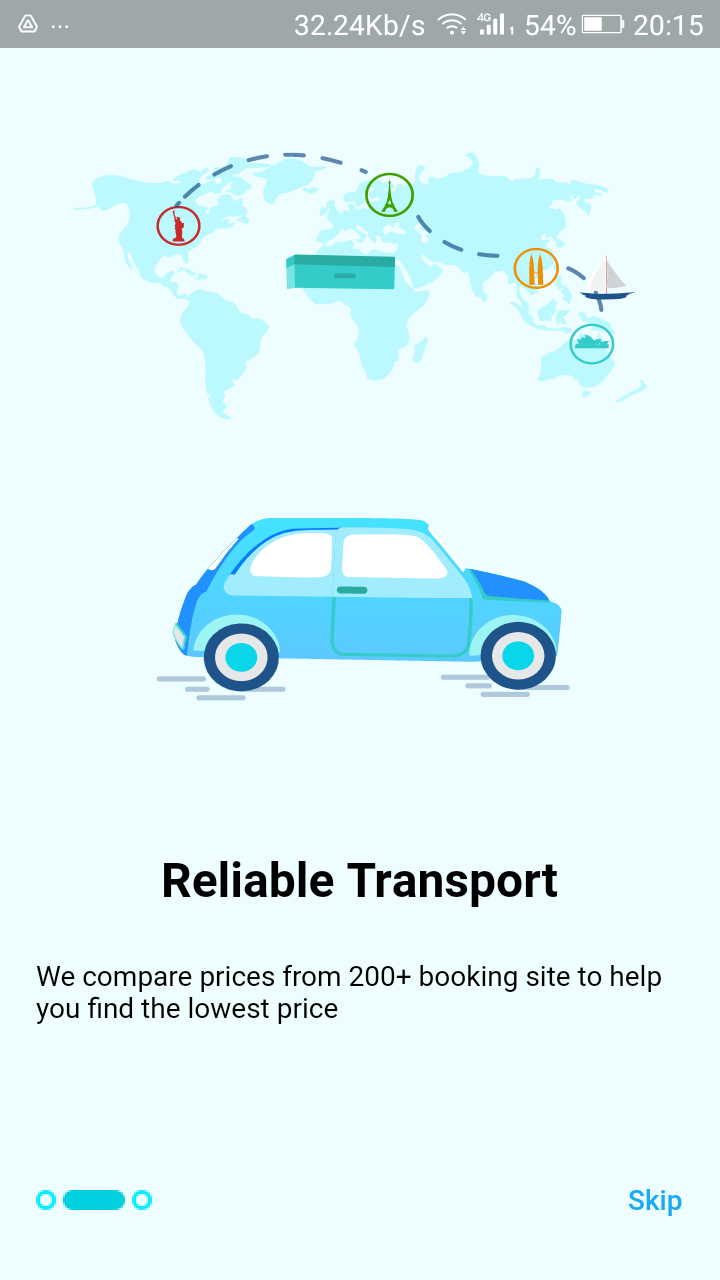 ... 32.24Kb/s 4G 1 54% 20:15
Reliable Transport
We compare prices from 200+ booking site to help
you find the lowest price
Skip